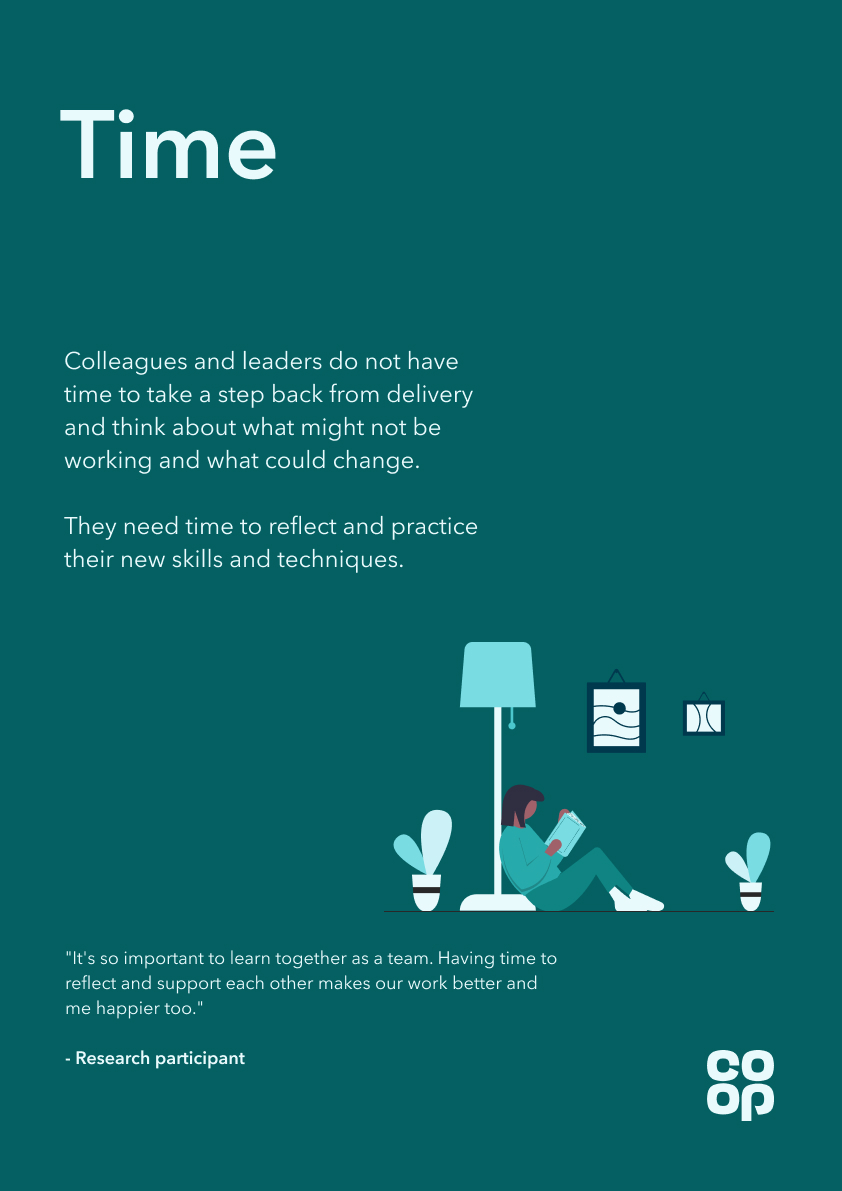 Time
Colleagues and leaders do not have
time to take a step back from delivery
and think about what might not be
working and what could change.
They need time to reflect and practice
their new skills and techniques.
"It's so important to learn together as a team. Having time to
reflect and support each other makes our work better and
me happier too."
- Research participant
co
op